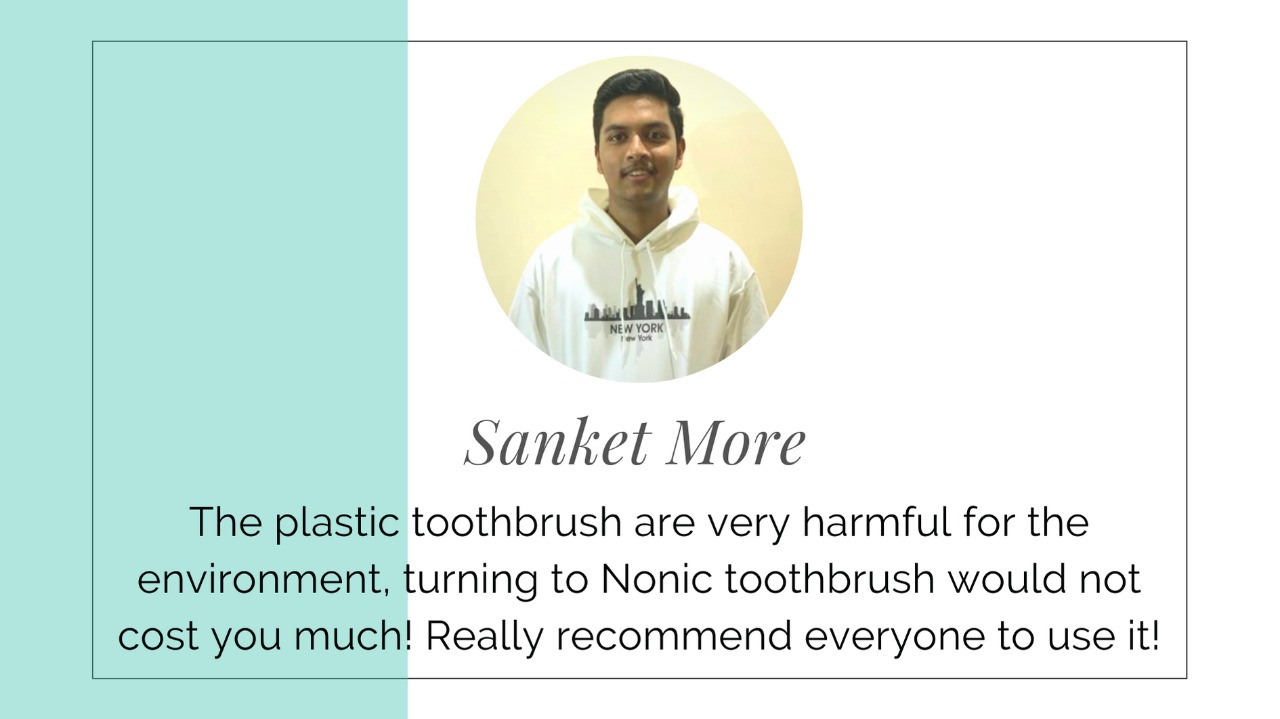 NEW YORK
New York
Sanket More
The plastic toothbrush are very harmful for the
environment, turning to Nonic toothbrush would not
cost you much! Really recommend everyone to use it!